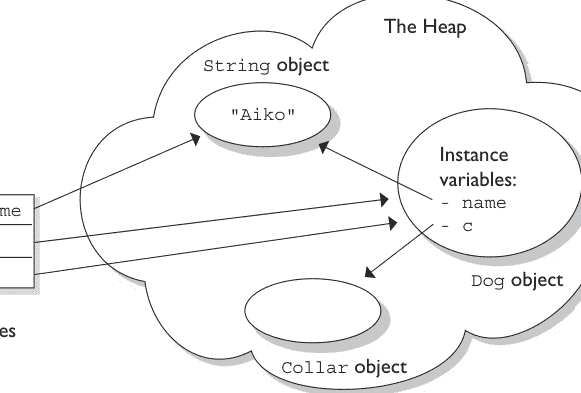 The Heap
String object
"Aiko"
Instance
variables:
- name
- c
Dog object
Collar object